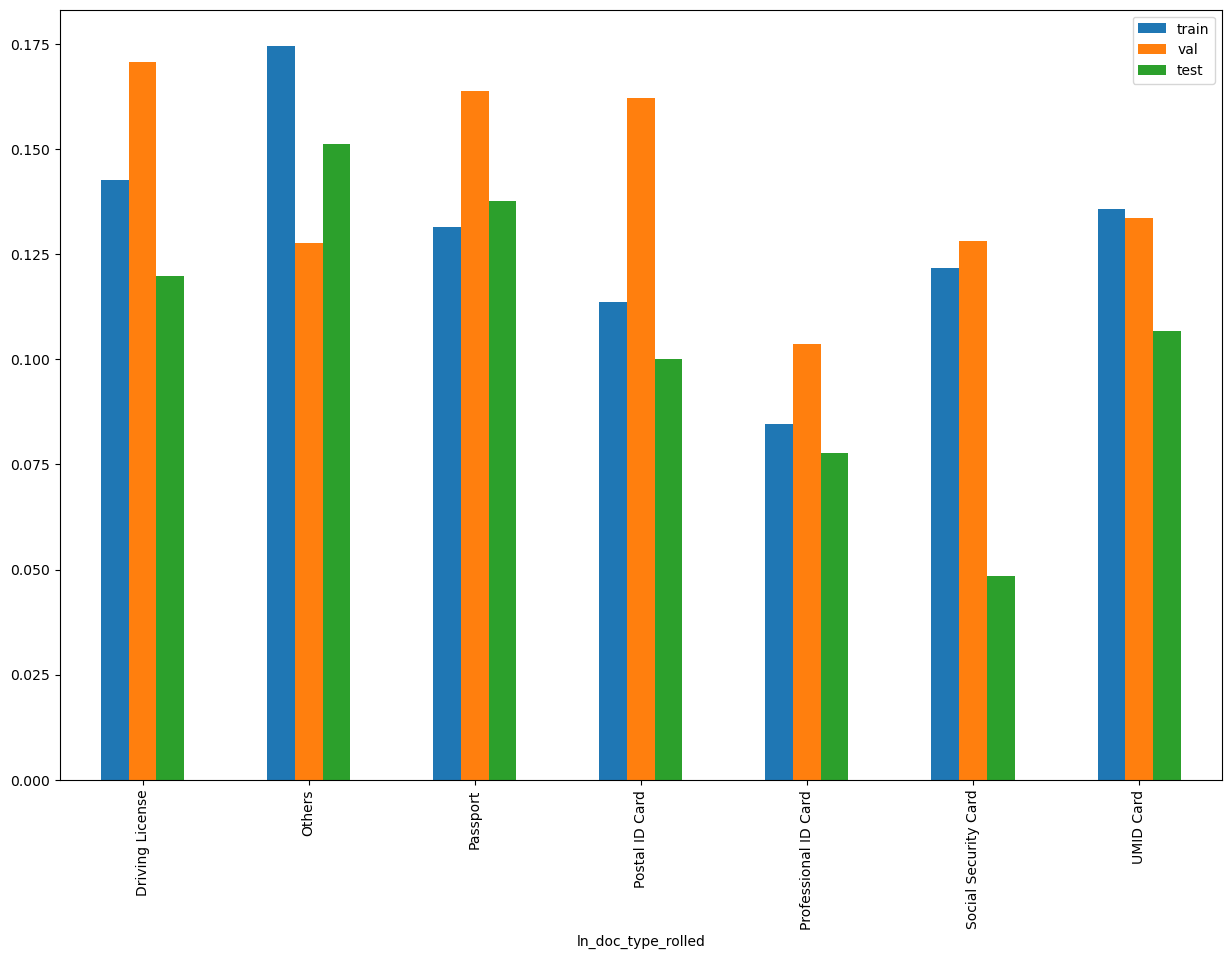 train
val
test
0.175
0.150
0.125
0.100
0.075
0.050
0.025
0.000
Driving License
Others
Passport
Postal ID Card
Professional ID Card
Social Security Card
UMID Card
ln_doc_type_rolled